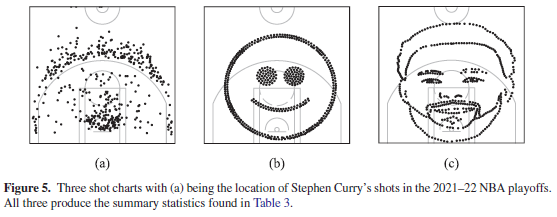 (a)
(b)
(c)
Figure 5. Three shot charts with (a) being the location of Stephen Curry's shots in the 2021–22 NBA playoffs.
All three produce the summary statistics found in Table 3.